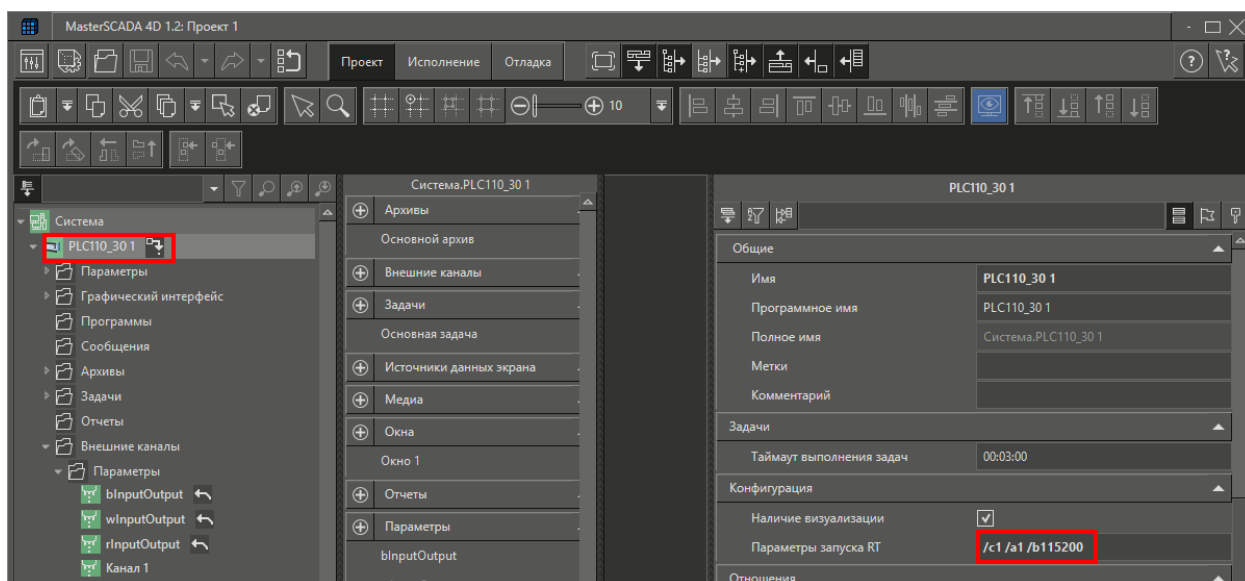 MasterSCADA 4D 1.2: Проект 1
Проект Исполнение Отладка
10
Система.PLC110_30 1
PLC110_30 1
Система
PLC110_30 1
Параметры
Графический интерфейс
Программы
Сообщения
Архивы
Задачи
Отчеты
Внешние каналы
Параметры
bInputOutput
wInputOutput
rInputOutput
Канал 1
Архивы
Основной архив
Внешние каналы
Задачи
Основная задача
Источники данных экрана
Медиа
Окна
Окно 1
Отчеты
Параметры
bInputOutput
Общие
Имя PLC110_30 1
Программное имя PLC110_30 1
Полное имя Система.PLC110_30 1
Метки
Комментарий
Задачи
Таймаут выполнения задач 00:03:00
Конфигурация
Наличие визуализации
Параметры запуска RT /c1 /a1 /b115200
Отношения